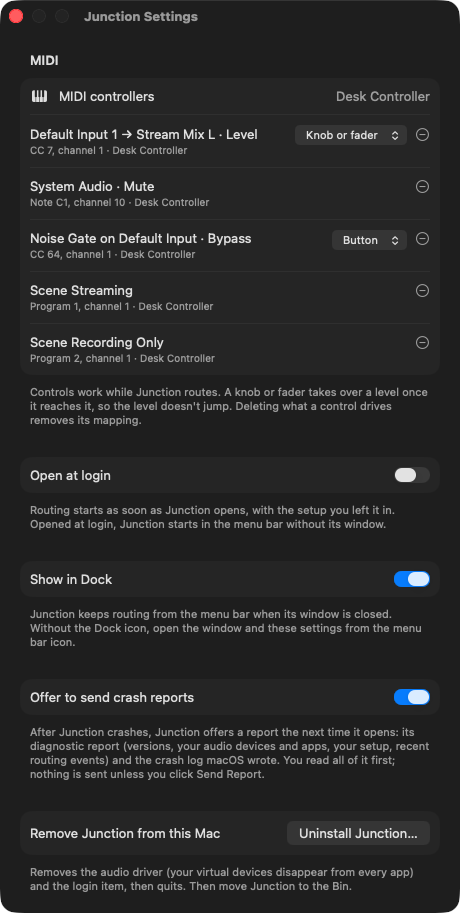 Junction Settings
MIDI
MIDI controllers
Desk Controller
Default Input 1 → Stream Mix L · Level
Knob or fader
CC 7, channel 1 · Desk Controller
System Audio · Mute
Note C1, channel 10 · Desk Controller
Noise Gate on Default Input · Bypass
Button
CC 64, channel 1 · Desk Controller
Scene Streaming
Program 1, channel 1 · Desk Controller
Scene Recording Only
Program 2, channel 1 · Desk Controller
Controls work while Junction routes. A knob or fader takes over a level once
it reaches it, so the level doesn't jump. Deleting what a control drives
removes its mapping.
Open at login
Routing starts as soon as Junction opens, with the setup you left it in.
Opened at login, Junction starts in the menu bar without its window.
Show in Dock
Junction keeps routing from the menu bar when its window is closed.
Without the Dock icon, open the window and these settings from the menu
bar icon.
Offer to send crash reports
After Junction crashes, Junction offers a report the next time it opens: its
diagnostic report (versions, your audio devices and apps, your setup, recent
routing events) and the crash log macOS wrote. You read all of it first;
nothing is sent unless you click Send Report.
Remove Junction from this Mac
Uninstall Junction...
Removes the audio driver (your virtual devices disappear from every app)
and the login item, then quits. Then move Junction to the Bin.